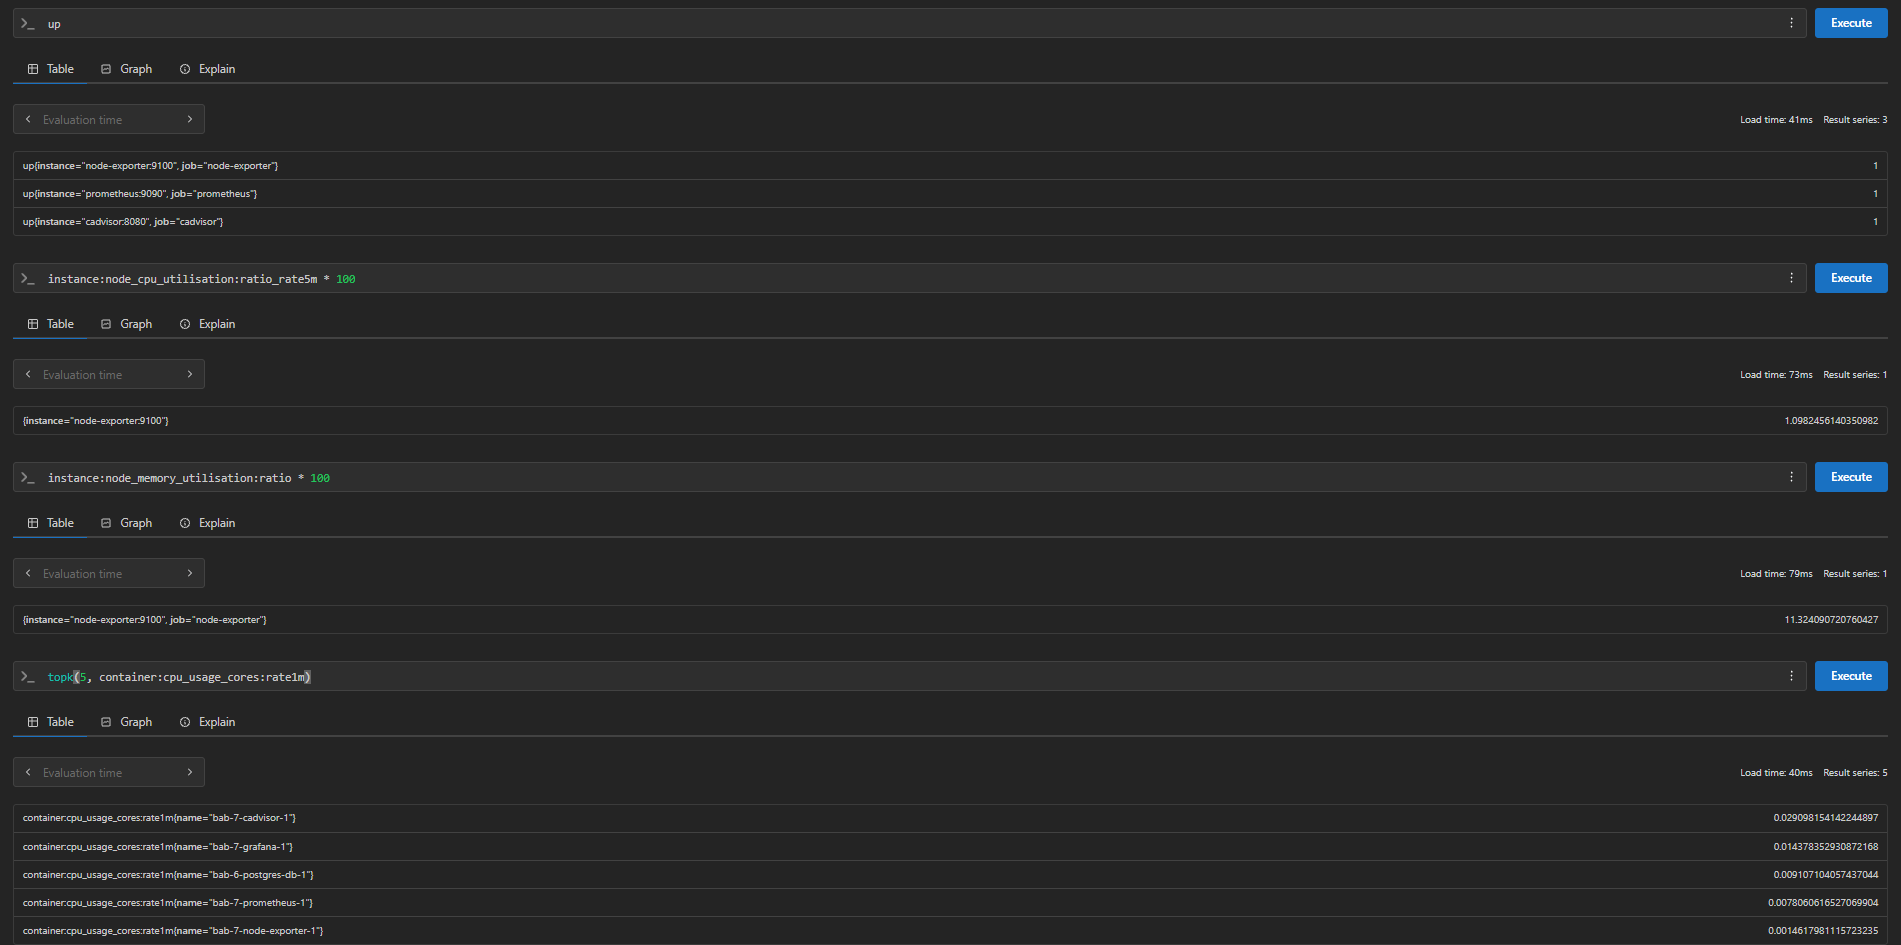 up
Execute
Table Graph Explain
Evaluation time
Load time: 41ms Result series: 3
up{instance="node-exporter:9100", job="node-exporter"} 1
up{instance="prometheus:9090", job="prometheus"} 1
up{instance="cadvisor:8080", job="cadvisor"} 1
instance:node_cpu_utilisation:ratio_rate5m * 100
Execute
Table Graph Explain
Evaluation time
Load time: 73ms Result series: 1
{instance="node-exporter:9100"} 1.0982456140350982
instance:node_memory_utilisation:ratio * 100
Execute
Table Graph Explain
Evaluation time
Load time: 79ms Result series: 1
{instance="node-exporter:9100", job="node-exporter"} 11.324090720760427
topk(5, container:cpu_usage_cores:rate1m)
Execute
Table Graph Explain
Evaluation time
Load time: 40ms Result series: 5
container:cpu_usage_cores:rate1m{name="bab-7-cadvisor-1"} 0.029098154142244897
container:cpu_usage_cores:rate1m{name="bab-7-grafana-1"} 0.014378352930872168
container:cpu_usage_cores:rate1m{name="bab-6-postgres-db-1"} 0.009107104057437044
container:cpu_usage_cores:rate1m{name="bab-7-prometheus-1"} 0.0078060616527069904
container:cpu_usage_cores:rate1m{name="bab-7-node-exporter-1"} 0.0014617981115723235